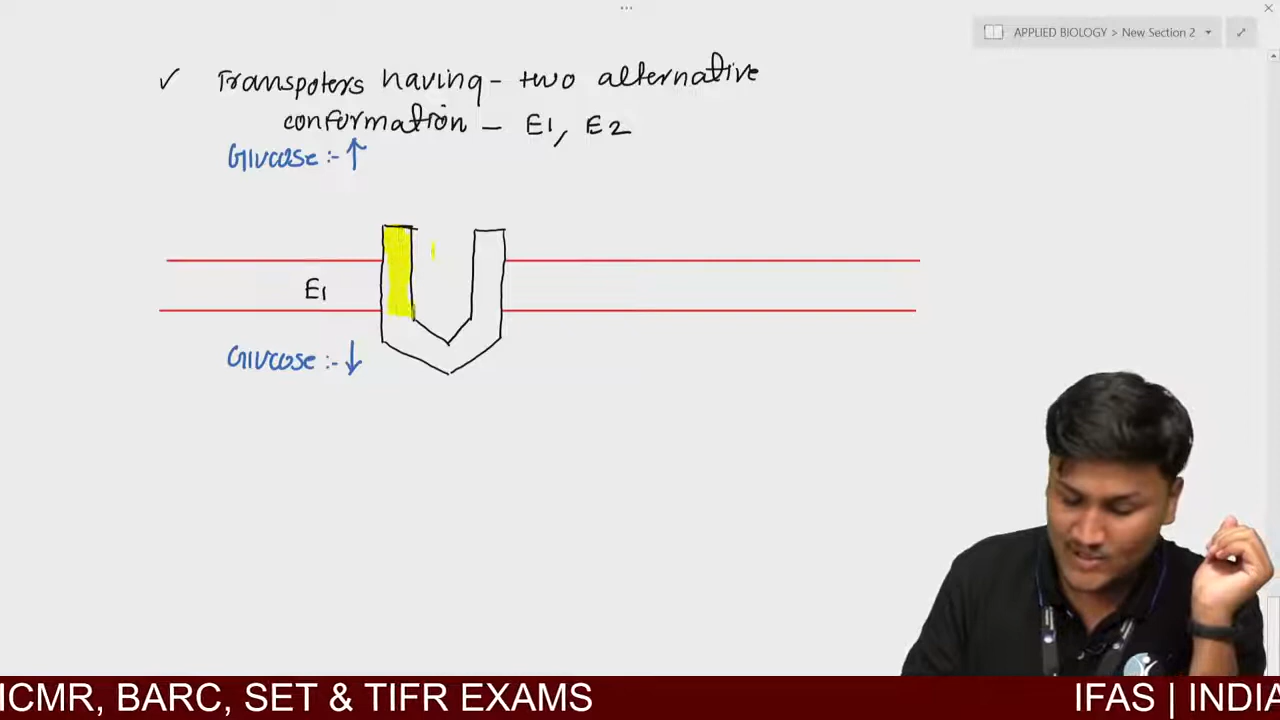 APPLIED BIOLOGY > New Section 2
✓ Transpoters having - two alternative
conformation - E1, E2
Glucose :- ↑
E1
Glucose :- ↓
ICMR, BARC, SET & TIFR EXAMS
IFAS | INDIA